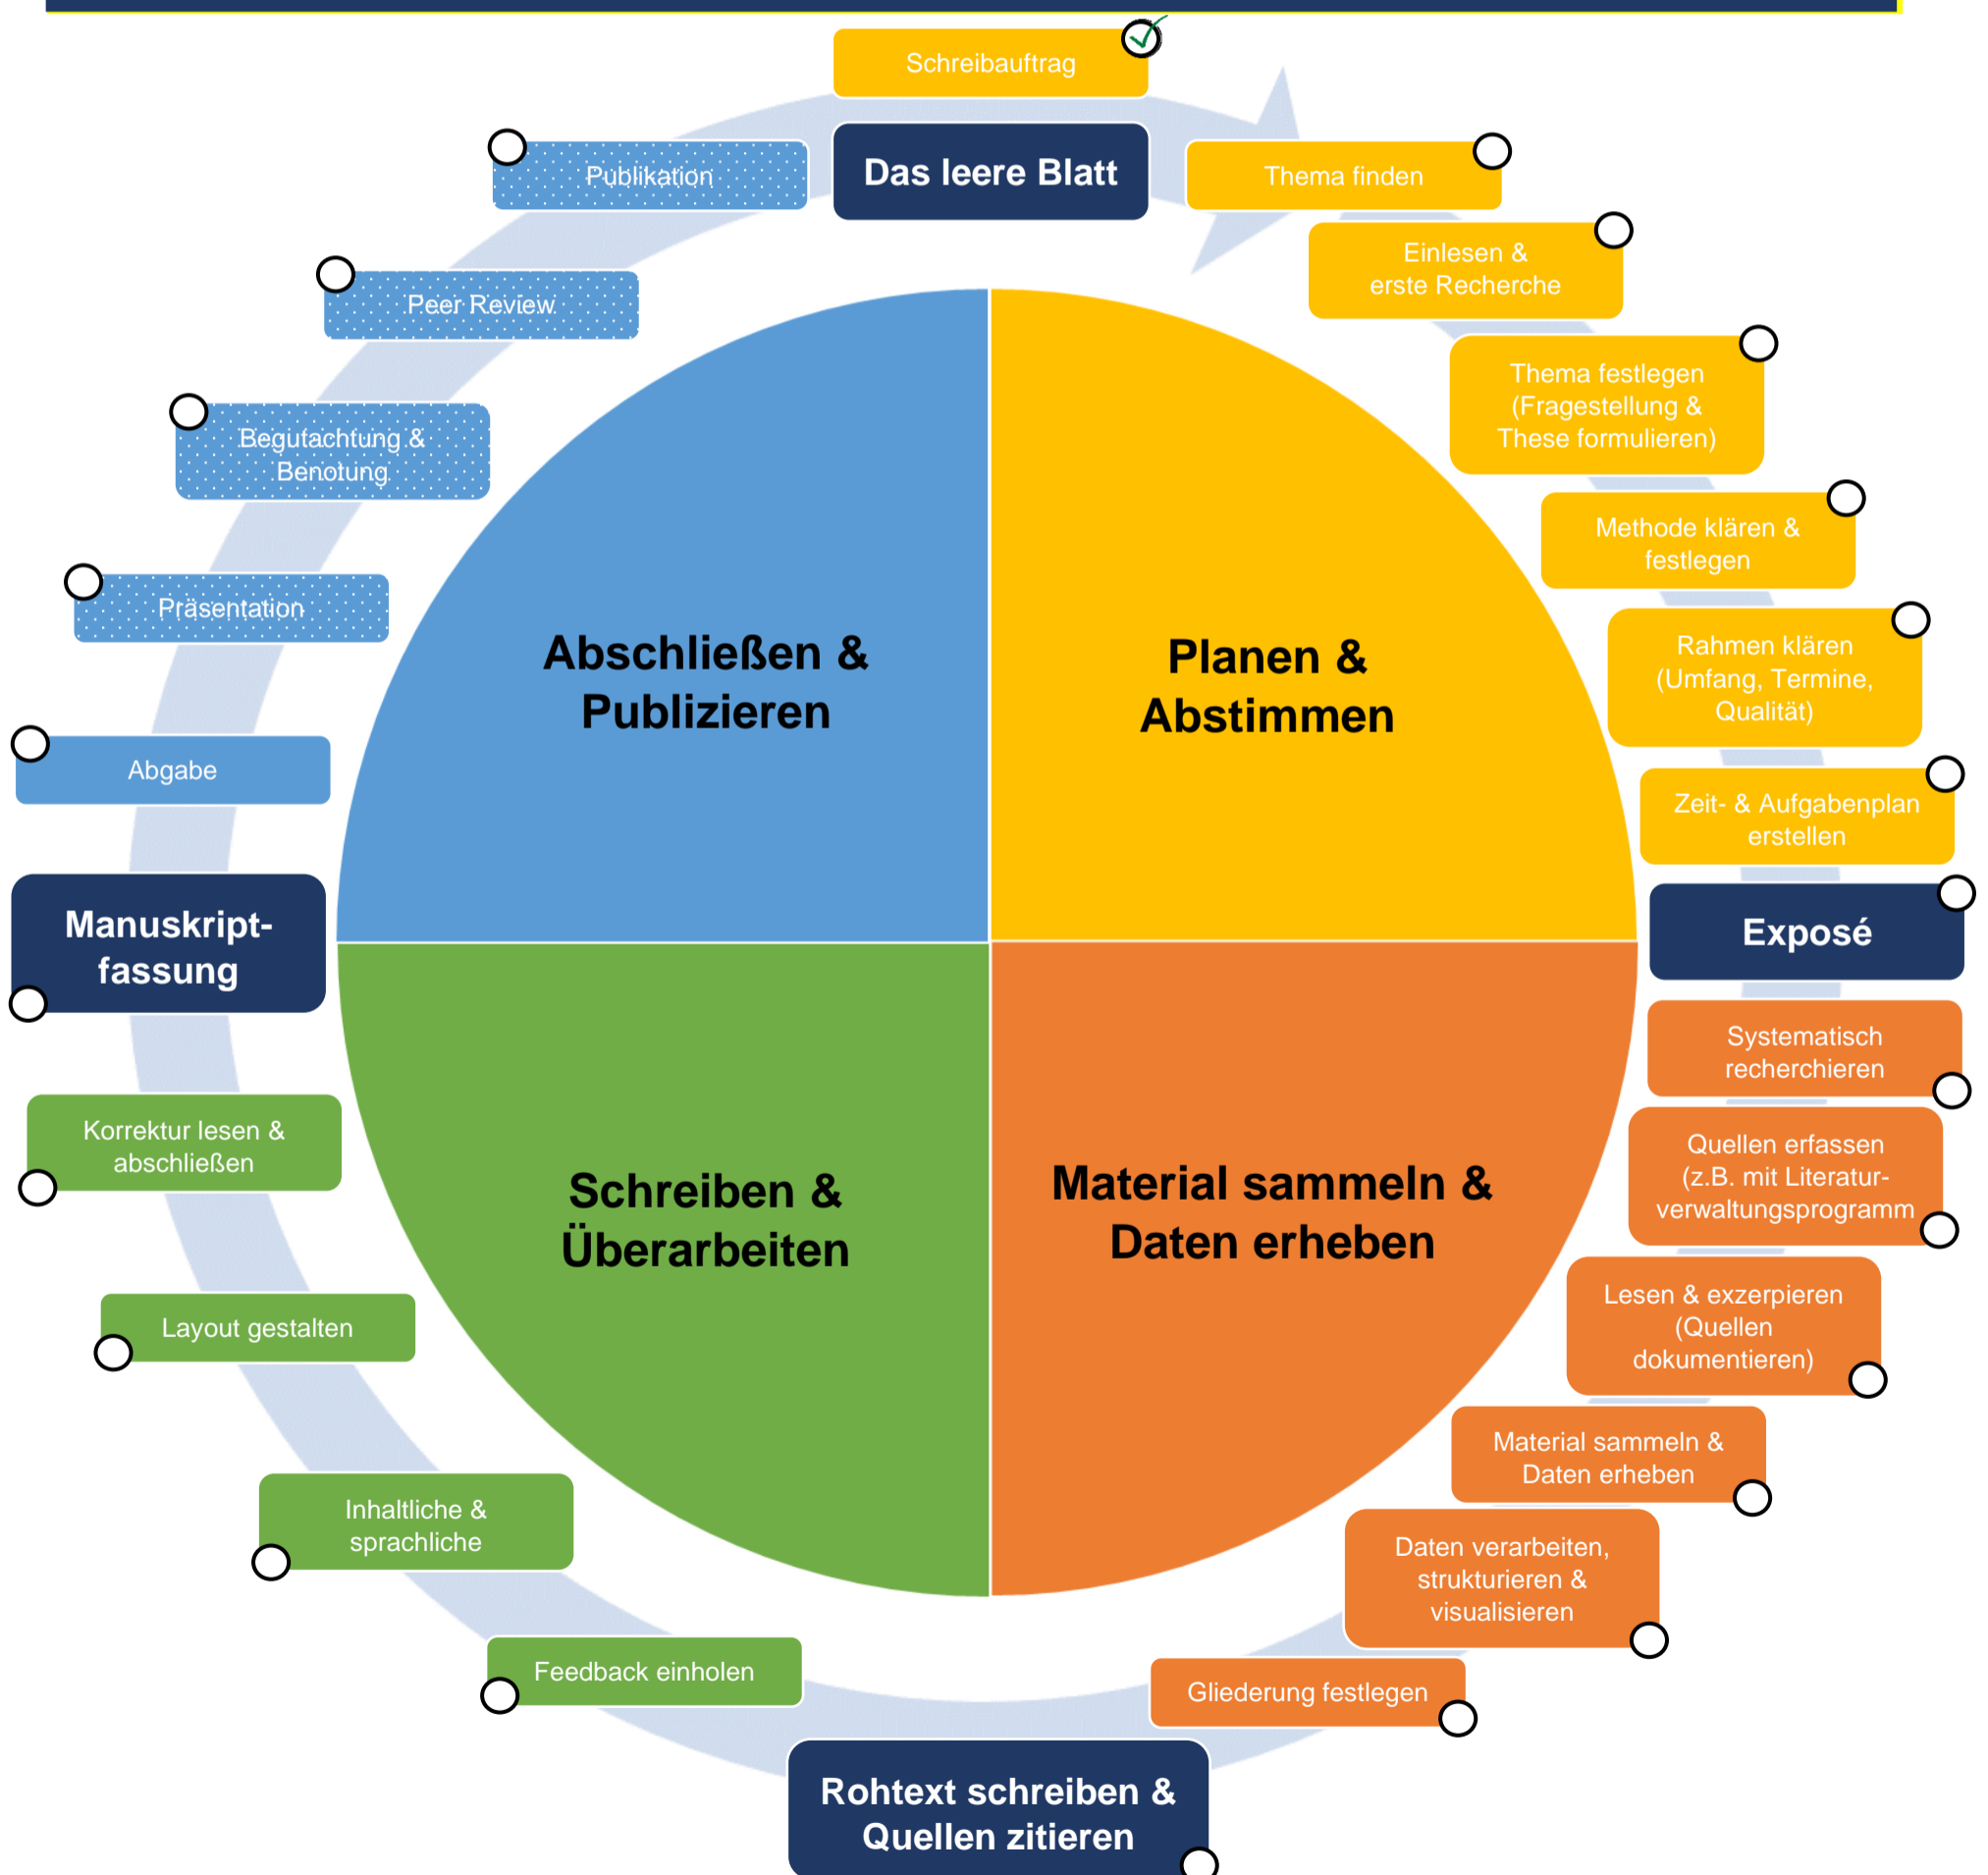 Schreibauftrag
Das leere Blatt
Thema finden
Einlesen &
erste Recherche
Thema festlegen
(Fragestellung &
These formulieren)
Methode klären &
festlegen
Rahmen klären
(Umfang, Termine,
Qualität)
Zeit- & Aufgabenplan
erstellen
Exposé
Systematisch
recherchieren
Quellen erfassen
(z.B. mit Literatur-
verwaltungsprogramm
Lesen & exzerpieren
(Quellen
dokumentieren)
Material sammeln &
Daten erheben
Daten verarbeiten,
strukturieren &
visualisieren
Gliederung festlegen
Rohtext schreiben &
Quellen zitieren
Feedback einholen
Inhaltliche &
sprachliche
Layout gestalten
Korrektur lesen &
abschließen
Manuskript-
fassung
Abgabe
Präsentation
Begutachtung &
Benotung
Peer Review
Publikation
Abschließen &
Publizieren
Planen &
Abstimmen
Schreiben &
Überarbeiten
Material sammeln &
Daten erheben